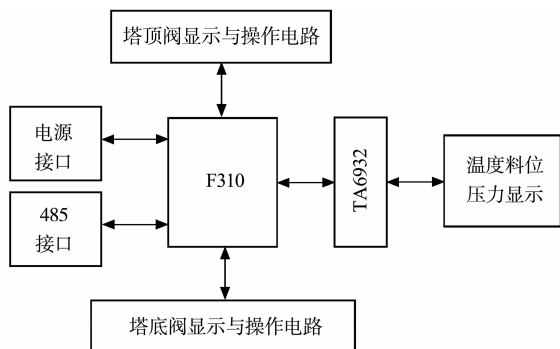 塔顶阀显示与操作电路
电源
接口
F310
TA6932
温度料位
压力显示
485
接口
塔底阀显示与操作电路